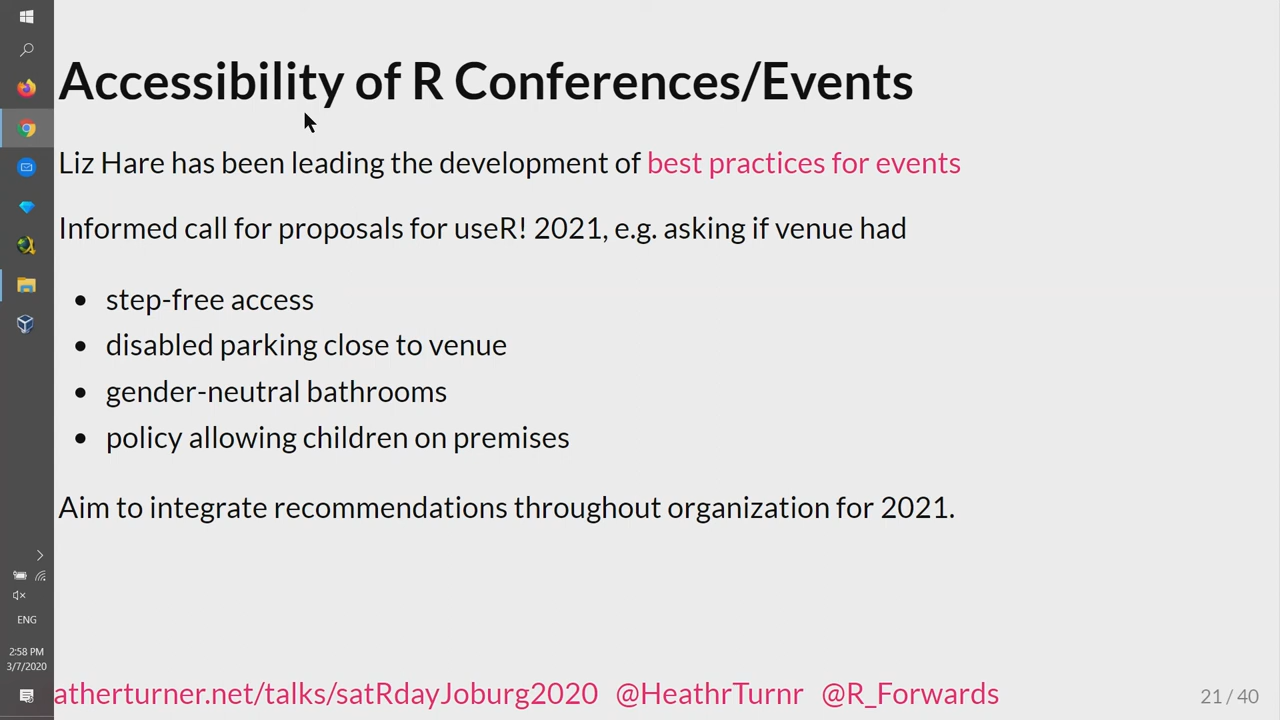 Accessibility of R Conferences/Events
Liz Hare has been leading the development of best practices for events
Informed call for proposals for useR! 2021, e.g. asking if venue had
• step-free access
• disabled parking close to venue
• gender-neutral bathrooms
• policy allowing children on premises
Aim to integrate recommendations throughout organization for 2021.
ENG
2:58 PM
3/7/2020
atherturner.net/talks/satRdayJoburg2020 @HeathrTurnr @R_Forwards
21 / 40